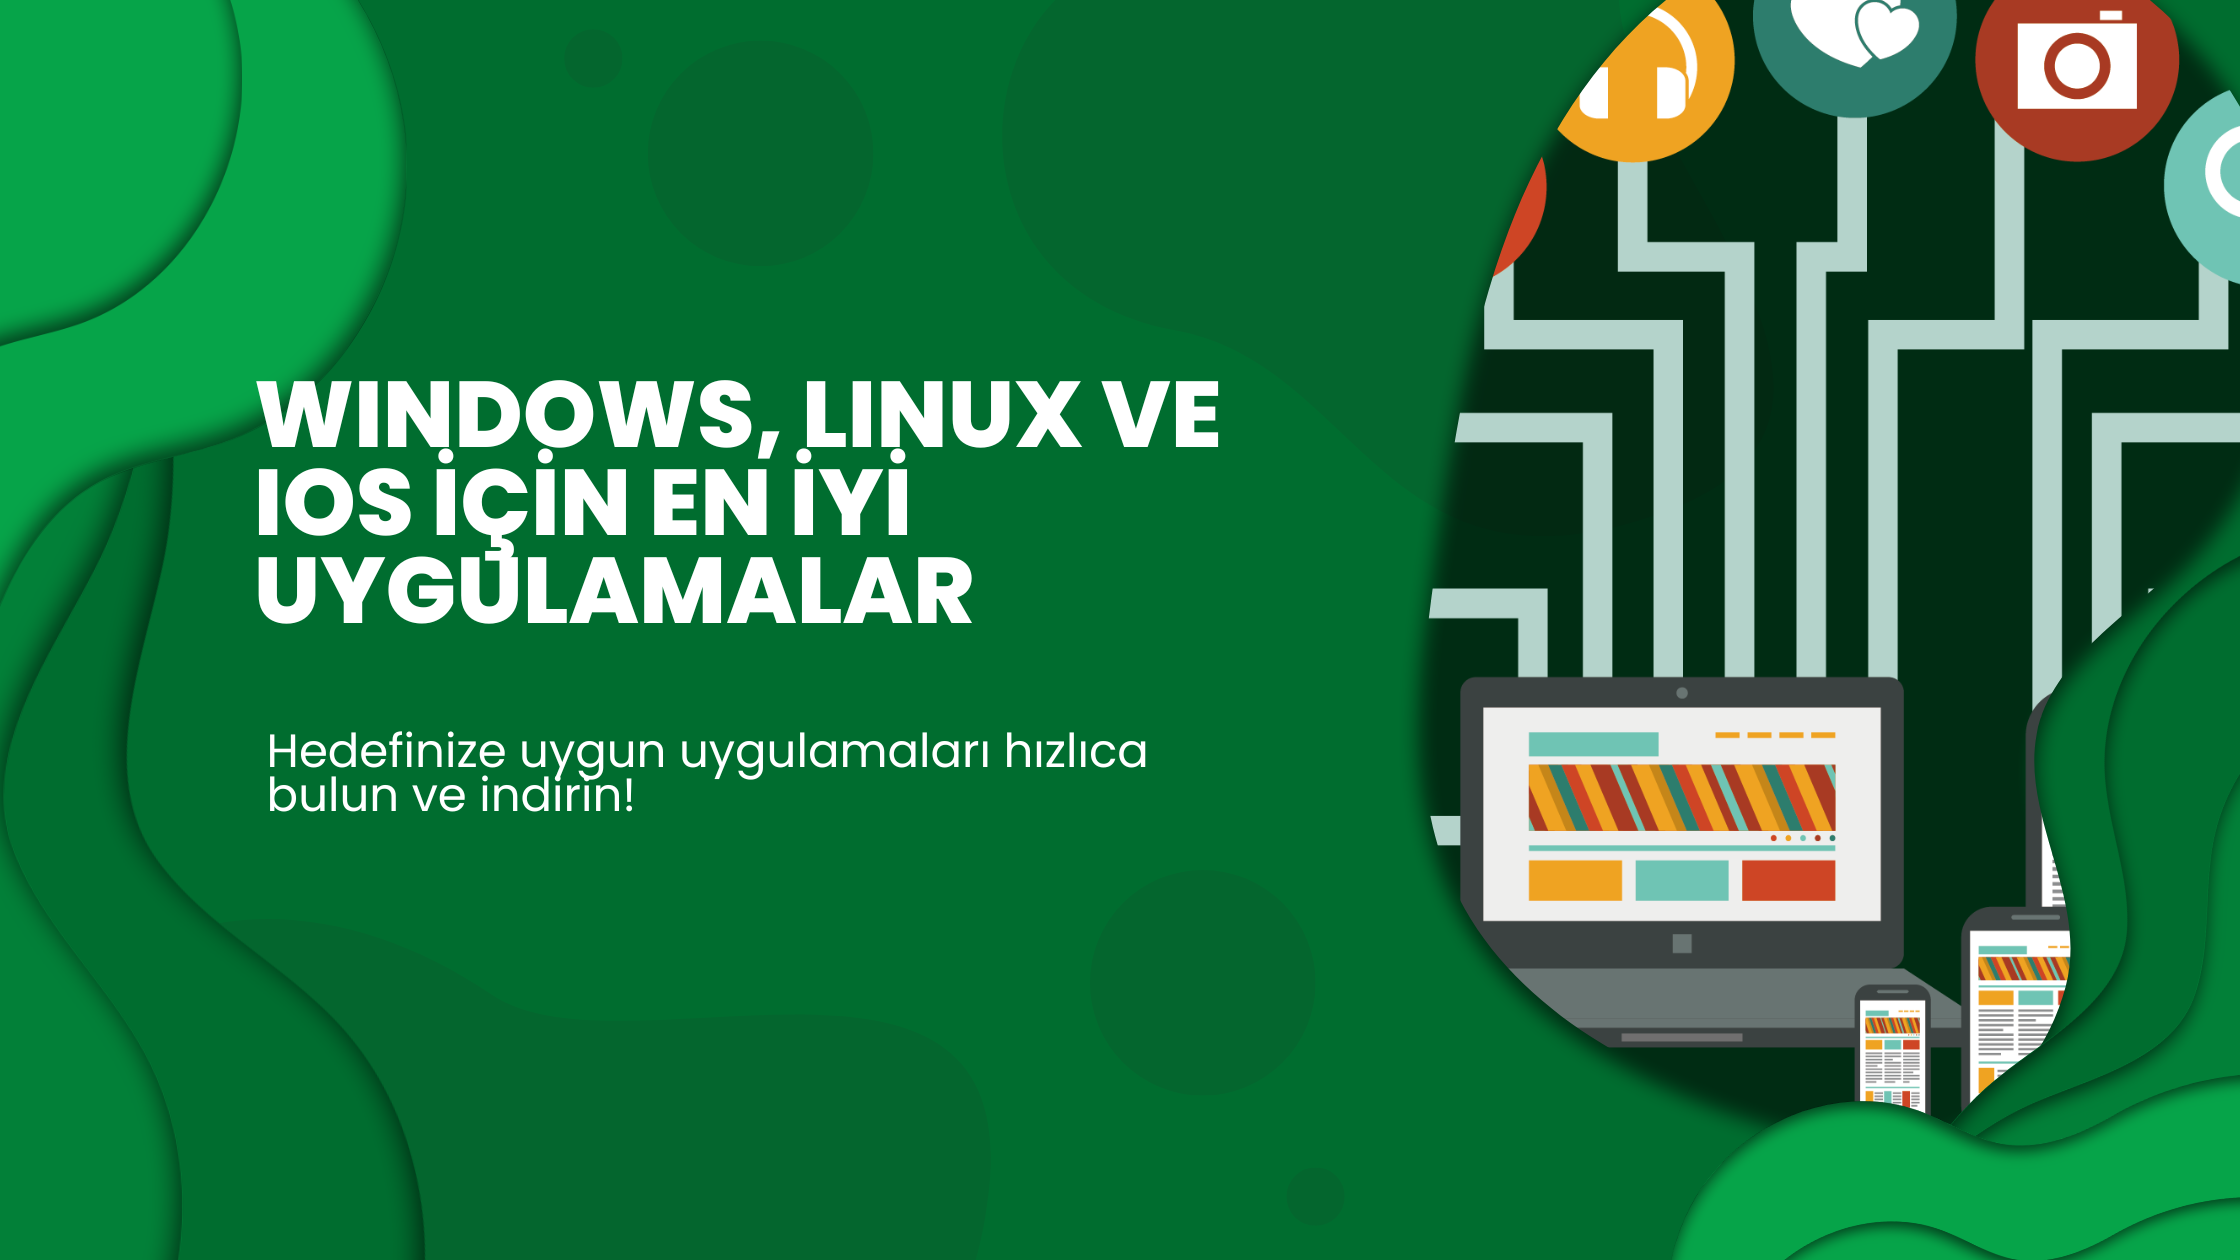 WINDOWS, LINUX VE
IOS İÇİN EN İYİ
UYGULAMALAR
Hedefinize uygun uygulamaları hızlıca
bulun ve indirin!